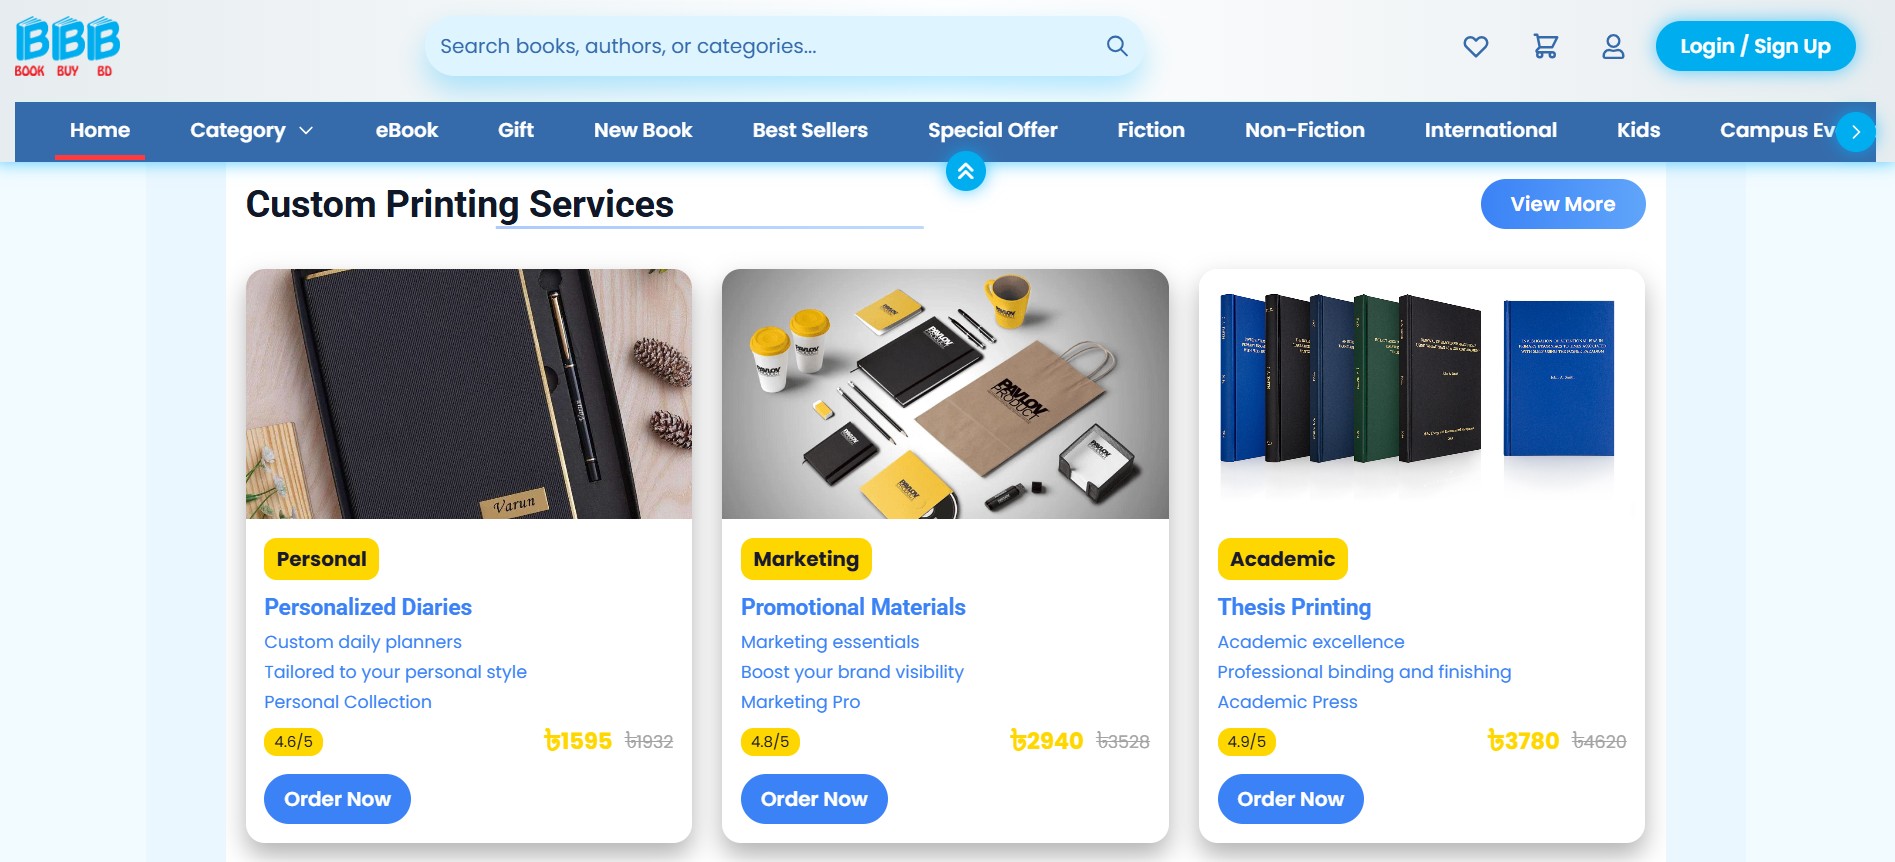 BBB
BOOK BUY BD
Search books, authors, or categories...
Login / Sign Up
Home
Category
eBook
Gift
New Book
Best Sellers
Special Offer
Fiction
Non-Fiction
International
Kids
Campus Ev
Custom Printing Services
View More
Varun
PAVLOV
PRODUCT
Personal
Personalized Diaries
Custom daily planners
Tailored to your personal style
Personal Collection
4.6/5
৳1595 ৳1932
Order Now
Marketing
Promotional Materials
Marketing essentials
Boost your brand visibility
Marketing Pro
4.8/5
৳2940 ৳3528
Order Now
Academic
Thesis Printing
Academic excellence
Professional binding and finishing
Academic Press
4.9/5
৳3780 ৳4620
Order Now